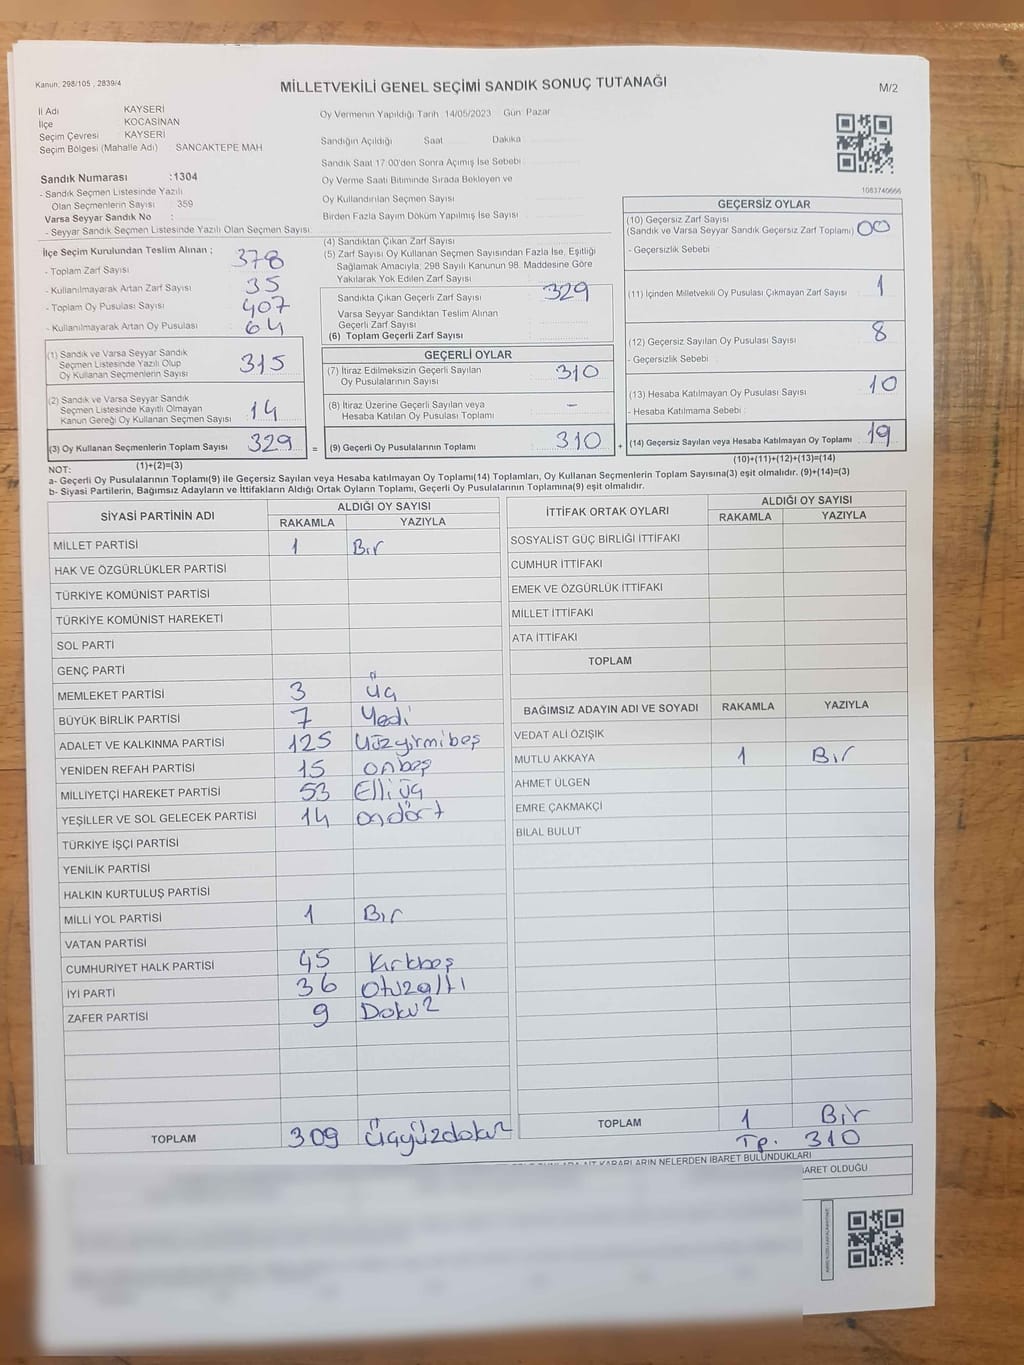 Kanun: 298/105 , 2839/4
MİLLETVEKİLİ GENEL SEÇİMİ SANDIK SONUÇ TUTANAĞI
M/2
İl Adı KAYSERİ
İlçe KOCASİNAN
Seçim Çevresi KAYSERİ
Seçim Bölgesi (Mahalle Adı) : SANCAKTEPE MAH
Sandık Numarası :1304
- Sandık Seçmen Listesinde Yazılı
Olan Seçmenlerin Sayısı : 359
Varsa Seyyar Sandık No :
- Seyyar Sandık Seçmen Listesinde Yazılı Olan Seçmen Sayısı:
Oy Vermenin Yapıldığı Tarih :14/05/2023 Gün: Pazar
Sandığın Açıldığı Saat Dakika
Sandık Saat 17:00'den Sonra Açılmış İse Sebebi
Oy Verme Saati Bitiminde Sırada Bekleyen ve
Oy Kullandırılan Seçmen Sayısı
Birden Fazla Sayım Döküm Yapılmış İse Sayısı
1083740666
İlçe Seçim Kurulundan Teslim Alınan ;
- Toplam Zarf Sayısı 378
- Kullanılmayarak Artan Zarf Sayısı 35
- Toplam Oy Pusulası Sayısı 407
- Kullanılmayarak Artan Oy Pusulası 64
(1) Sandık ve Varsa Seyyar Sandık
Seçmen Listesinde Yazılı Olup
Oy Kullanan Seçmenlerin Sayısı 315
(2) Sandık ve Varsa Seyyar Sandık
Seçmen Listesinde Kayıtlı Olmayan
Kanun Gereği Oy Kullanan Seçmen Sayısı 14
(3) Oy Kullanan Seçmenlerin Toplam Sayısı 329 =
(1)+(2)=(3)
(4) Sandıktan Çıkan Zarf Sayısı
(5) Zarf Sayısı Oy Kullanan Seçmen Sayısından Fazla İse, Eşitliği
Sağlamak Amacıyla, 298 Sayılı Kanunun 98. Maddesine Göre
Yakılarak Yok Edilen Zarf Sayısı
Sandıkta Çıkan Geçerli Zarf Sayısı 329
Varsa Seyyar Sandıktan Teslim Alınan
Geçerli Zarf Sayısı
(6) Toplam Geçerli Zarf Sayısı
GEÇERLİ OYLAR
(7) İtiraz Edilmeksizin Geçerli Sayılan
Oy Pusulalarının Sayısı 310
(8) İtiraz Üzerine Geçerli Sayılan veya
Hesaba Katılan Oy Pusulası Toplamı -
(9) Geçerli Oy Pusulalarının Toplamı 310 +
GEÇERSİZ OYLAR
(10) Geçersiz Zarf Sayısı
(Sandık ve Varsa Seyyar Sandık Geçersiz Zarf Toplamı) 00
- Geçersizlik Sebebi
(11) İçinden Milletvekili Oy Pusulası Çıkmayan Zarf Sayısı 1
(12) Geçersiz Sayılan Oy Pusulası Sayısı 8
- Geçersizlik Sebebi
(13) Hesaba Katılmayan Oy Pusulası Sayısı 10
- Hesaba Katılmama Sebebi
(14) Geçersiz Sayılan veya Hesaba Katılmayan Oy Toplamı 19
(10)+(11)+(12)+(13)=(14)
NOT:
a- Geçerli Oy Pusulalarının Toplamı(9) ile Geçersiz Sayılan veya Hesaba katılmayan Oy Toplamı(14) Toplamları, Oy Kullanan Seçmenlerin Toplam Sayısına(3) eşit olmalıdır. (9)+(14)=(3)
b- Siyasi Partilerin, Bağımsız Adayların ve İttifakların Aldığı Ortak Oyların Toplamı, Geçerli Oy Pusulalarının Toplamına(9) eşit olmalıdır.
SİYASİ PARTİNİN ADI ALDIĞI OY SAYISI
RAKAMLA YAZIYLA
MİLLET PARTİSİ 1 Bir
HAK VE ÖZGÜRLÜKLER PARTİSİ
TÜRKİYE KOMÜNİST PARTİSİ
TÜRKİYE KOMÜNİST HAREKETİ
SOL PARTİ
GENÇ PARTİ
MEMLEKET PARTİSİ 3 Üç
BÜYÜK BİRLİK PARTİSİ 7 Yedi
ADALET VE KALKINMA PARTİSİ 125 Yüzyirmibeş
YENİDEN REFAH PARTİSİ 15 onbeş
MİLLİYETÇİ HAREKET PARTİSİ 53 Elliüç
YEŞİLLER VE SOL GELECEK PARTİSİ 14 ondört
TÜRKİYE İŞÇİ PARTİSİ
YENİLİK PARTİSİ
HALKIN KURTULUŞ PARTİSİ
MİLLİ YOL PARTİSİ 1 Bir
VATAN PARTİSİ
CUMHURİYET HALK PARTİSİ 45 Kırkbeş
İYİ PARTİ 36 Otuzaltı
ZAFER PARTİSİ 9 Dokuz
TOPLAM 309 Üçyüzdokuz
İTTİFAK ORTAK OYLARI ALDIĞI OY SAYISI
RAKAMLA YAZIYLA
SOSYALİST GÜÇ BİRLİĞİ İTTİFAKI
CUMHUR İTTİFAKI
EMEK VE ÖZGÜRLÜK İTTİFAKI
MİLLET İTTİFAKI
ATA İTTİFAKI
TOPLAM
BAĞIMSIZ ADAYIN ADI VE SOYADI RAKAMLA YAZIYLA
VEDAT ALİ ÖZIŞIK
MUTLU AKKAYA 1 Bir
AHMET ÜLGEN
EMRE ÇAKMAKÇİ
BİLAL BULUT
TOPLAM 1 Bir
Tp. 310
KARARLARIN NELERDEN İBARET BULUNDUKLARI
İBARET OLDUĞU